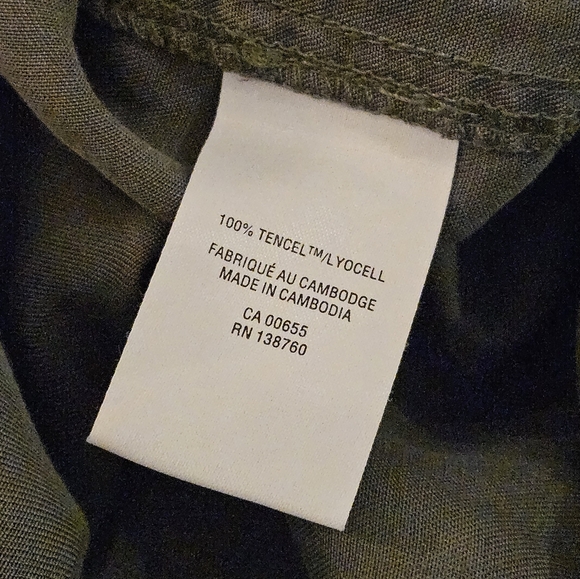 100% TENCEL™/LYOCELL
FABRIQUÉ AU CAMBODGE
MADE IN CAMBODIA
CA 00655
RN 138760